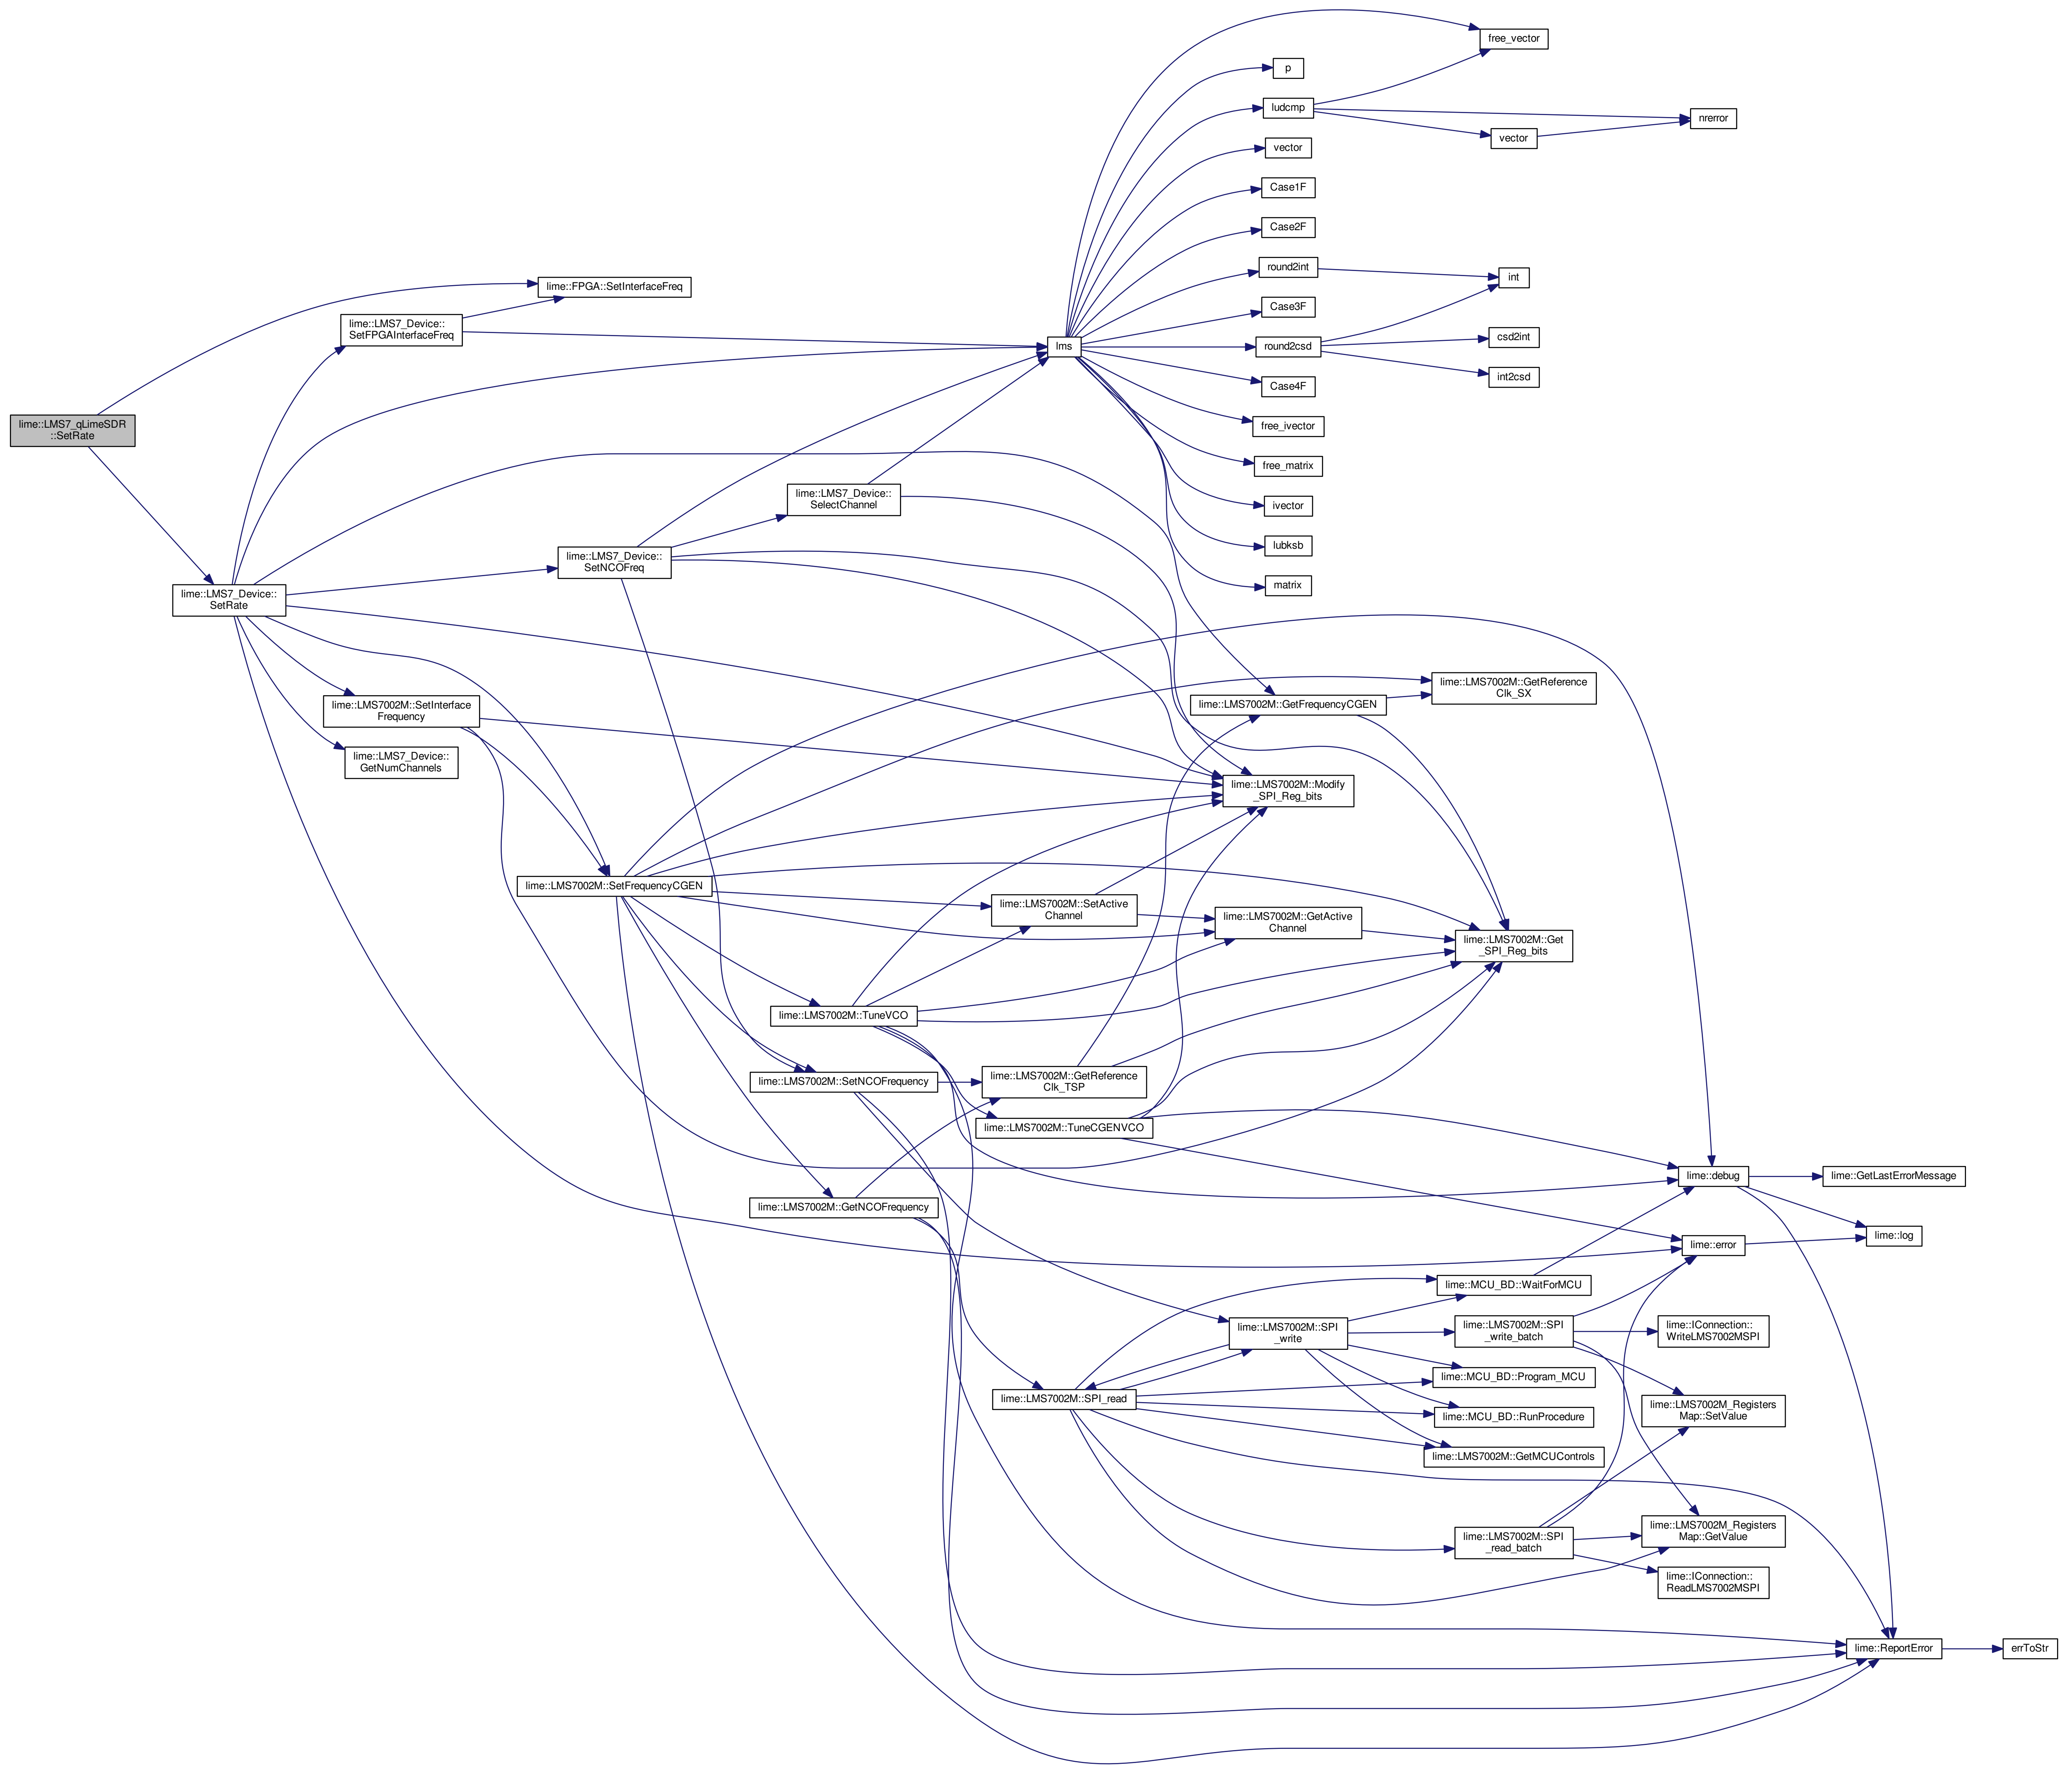 free_vector
p
ludcmp
nrerror
vector
vector
Case1F
Case2F
round2int
int
lime::FPGA::SetInterfaceFreq
Case3F
lime::LMS7_Device::
SetFPGAInterfaceFreq
csd2int
lms
round2csd
int2csd
Case4F
lime::LMS7_qLimeSDR
::SetRate
free_ivector
free_matrix
lime::LMS7_Device::
SelectChannel
ivector
lubksb
lime::LMS7_Device::
SetNCOFreq
matrix
lime::LMS7_Device::
SetRate
lime::LMS7002M::GetReference
Clk_SX
lime::LMS7002M::GetFrequencyCGEN
lime::LMS7002M::SetInterface
Frequency
lime::LMS7_Device::
GetNumChannels
lime::LMS7002M::Modify
_SPI_Reg_bits
lime::LMS7002M::SetFrequencyCGEN
lime::LMS7002M::SetActive
Channel
lime::LMS7002M::GetActive
Channel
lime::LMS7002M::Get
_SPI_Reg_bits
lime::LMS7002M::TuneVCO
lime::LMS7002M::SetNCOFrequency
lime::LMS7002M::GetReference
Clk_TSP
lime::LMS7002M::TuneCGENVCO
lime::debug
lime::GetLastErrorMessage
lime::LMS7002M::GetNCOFrequency
lime::log
lime::error
lime::MCU_BD::WaitForMCU
lime::LMS7002M::SPI
_write
lime::LMS7002M::SPI
_write_batch
lime::IConnection::
WriteLMS7002MSPI
lime::MCU_BD::Program_MCU
lime::LMS7002M::SPI_read
lime::LMS7002M_Registers
Map::SetValue
lime::MCU_BD::RunProcedure
lime::LMS7002M::GetMCUControls
lime::LMS7002M_Registers
Map::GetValue
lime::LMS7002M::SPI
_read_batch
lime::IConnection::
ReadLMS7002MSPI
lime::ReportError
errToStr